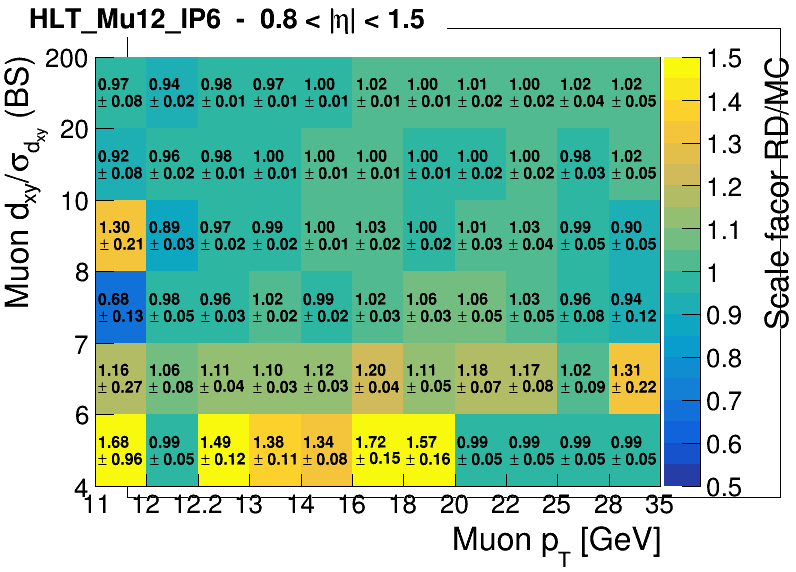 HLT_Mu12_IP6 - 0.8 < |η| < 1.5
Muon d_xy/σ_d_xy (BS)
200
20
10
8
7
6
4
0.97 0.94 0.98 0.97 1.00 1.02 1.00 1.01 1.00 1.02 1.02
± 0.08 ± 0.02 ± 0.01 ± 0.01 ± 0.01 ± 0.01 ± 0.01 ± 0.02 ± 0.02 ± 0.04 ± 0.05
0.92 0.96 0.98 1.00 1.00 1.00 1.00 1.00 1.00 0.98 1.02
± 0.08 ± 0.02 ± 0.01 ± 0.01 ± 0.01 ± 0.01 ± 0.01 ± 0.01 ± 0.02 ± 0.03 ± 0.05
1.30 0.89 0.97 0.99 1.00 1.03 1.00 1.01 1.03 0.99 0.90
± 0.21 ± 0.03 ± 0.02 ± 0.02 ± 0.01 ± 0.02 ± 0.02 ± 0.03 ± 0.04 ± 0.05 ± 0.05
0.68 0.98 0.96 1.02 0.99 1.02 1.06 1.06 1.03 0.96 0.94
± 0.13 ± 0.05 ± 0.03 ± 0.02 ± 0.02 ± 0.03 ± 0.03 ± 0.05 ± 0.05 ± 0.08 ± 0.12
1.16 1.06 1.11 1.10 1.12 1.20 1.11 1.18 1.17 1.02 1.31
± 0.27 ± 0.08 ± 0.04 ± 0.03 ± 0.03 ± 0.04 ± 0.05 ± 0.07 ± 0.08 ± 0.09 ± 0.22
1.68 0.99 1.49 1.38 1.34 1.72 1.57 0.99 0.99 0.99 0.99
± 0.96 ± 0.05 ± 0.12 ± 0.11 ± 0.08 ± 0.15 ± 0.16 ± 0.05 ± 0.05 ± 0.05 ± 0.05
11 12 12.2 13 14 16 18 20 22 25 28 35
Muon p_T [GeV]
1.5
1.4
1.3
1.2
1.1
1
0.9
0.8
0.7
0.6
0.5
Scale facor RD/MC